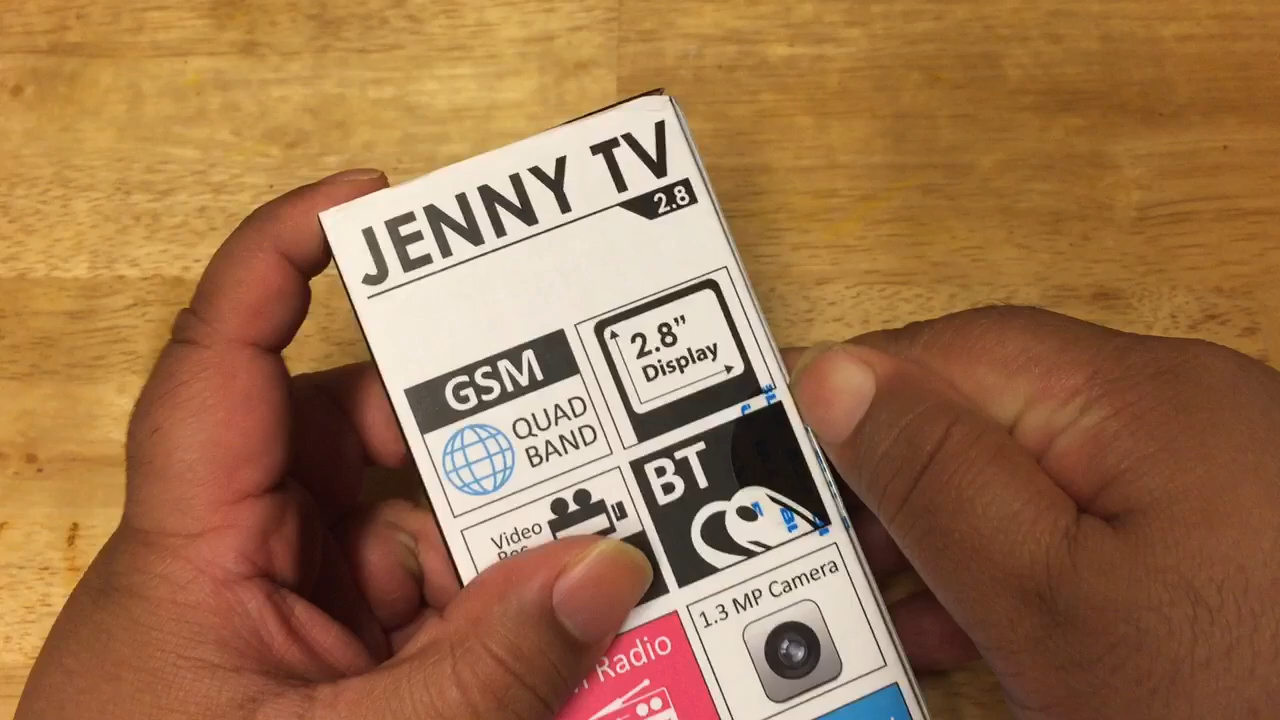 JENNY TV
2.8
2.8"
Display
GSM
QUAD
BAND
BT
Video
1.3 MP Camera
Radio